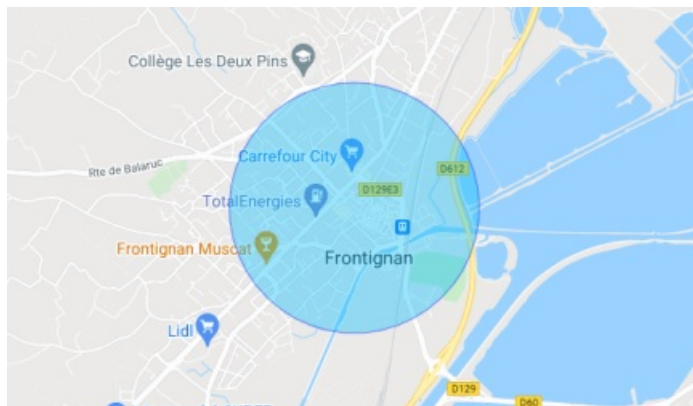 Collège Les Deux Pins
Carrefour City
Rte de Balaruc
D612
D129E3
TotalEnergies
Frontignan Muscat
Frontignan
Lidl
D129
D60